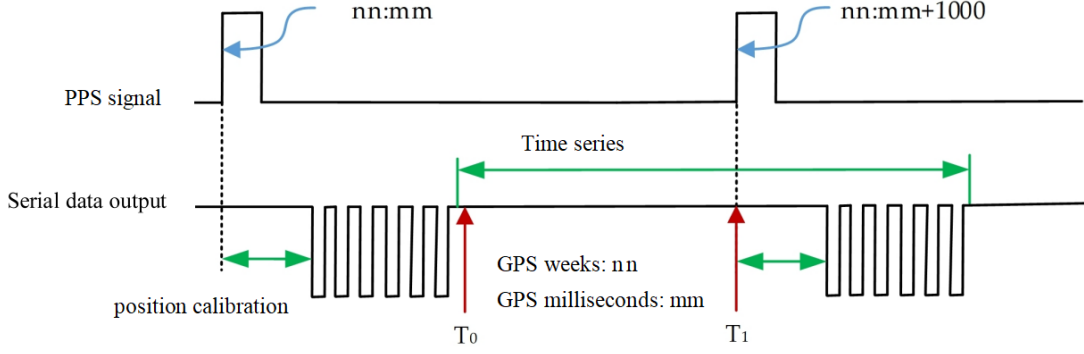 nn:mm
nn:mm+1000
PPS signal
Time series
Serial data output
GPS weeks: nn
position calibration
GPS milliseconds: mm
T0
T1